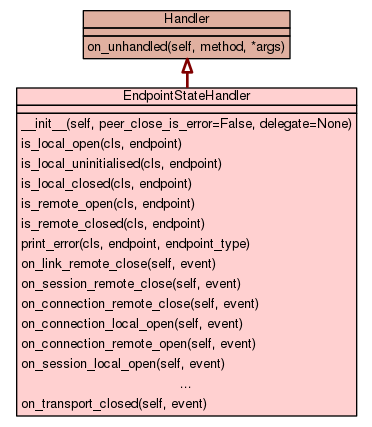 Handler
on_unhandled(self, method, *args)
EndpointStateHandler
__init__(self, peer_close_is_error=False, delegate=None)
is_local_open(cls, endpoint)
is_local_uninitialised(cls, endpoint)
is_local_closed(cls, endpoint)
is_remote_open(cls, endpoint)
is_remote_closed(cls, endpoint)
print_error(cls, endpoint, endpoint_type)
on_link_remote_close(self, event)
on_session_remote_close(self, event)
on_connection_remote_close(self, event)
on_connection_local_open(self, event)
on_connection_remote_open(self, event)
on_session_local_open(self, event)
...
on_transport_closed(self, event)